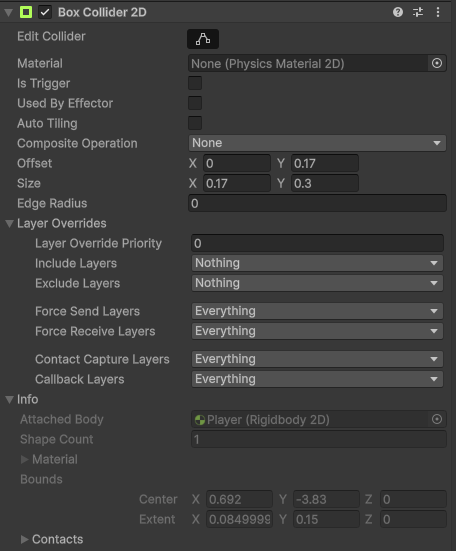 Box Collider 2D
Edit Collider
Material None (Physics Material 2D)
Is Trigger
Used By Effector
Auto Tiling
Composite Operation None
Offset X 0 Y 0.17
Size X 0.17 Y 0.3
Edge Radius 0
Layer Overrides
Layer Override Priority 0
Include Layers Nothing
Exclude Layers Nothing
Force Send Layers Everything
Force Receive Layers Everything
Contact Capture Layers Everything
Callback Layers Everything
Info
Attached Body Player (Rigidbody 2D)
Shape Count 1
Material
Bounds
Center X 0.692 Y -3.83 Z 0
Extent X 0.0849999 Y 0.15 Z 0
Contacts